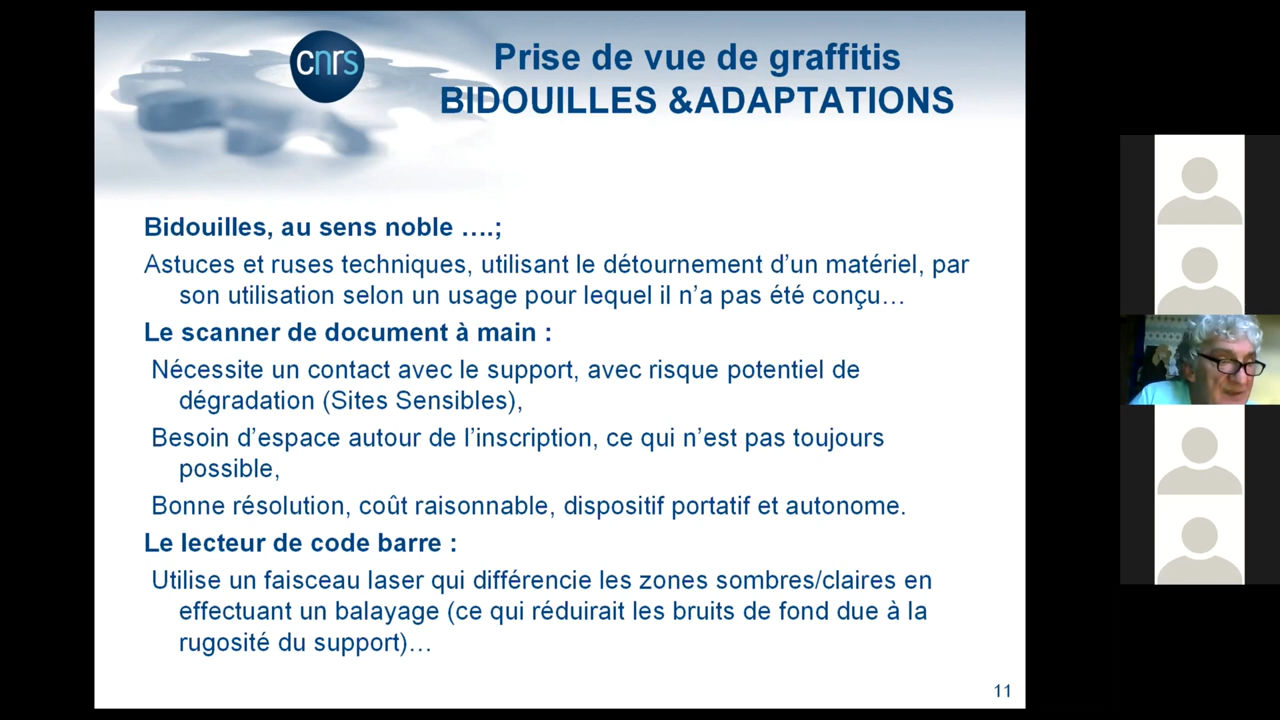 cnrs
Prise de vue de graffitis
BIDOUILLES &ADAPTATIONS
Bidouilles, au sens noble ….;
Astuces et ruses techniques, utilisant le détournement d’un matériel, par
son utilisation selon un usage pour lequel il n’a pas été conçu…
Le scanner de document à main :
Nécessite un contact avec le support, avec risque potentiel de
dégradation (Sites Sensibles),
Besoin d’espace autour de l’inscription, ce qui n’est pas toujours
possible,
Bonne résolution, coût raisonnable, dispositif portatif et autonome.
Le lecteur de code barre :
Utilise un faisceau laser qui différencie les zones sombres/claires en
effectuant un balayage (ce qui réduirait les bruits de fond due à la
rugosité du support)…
11